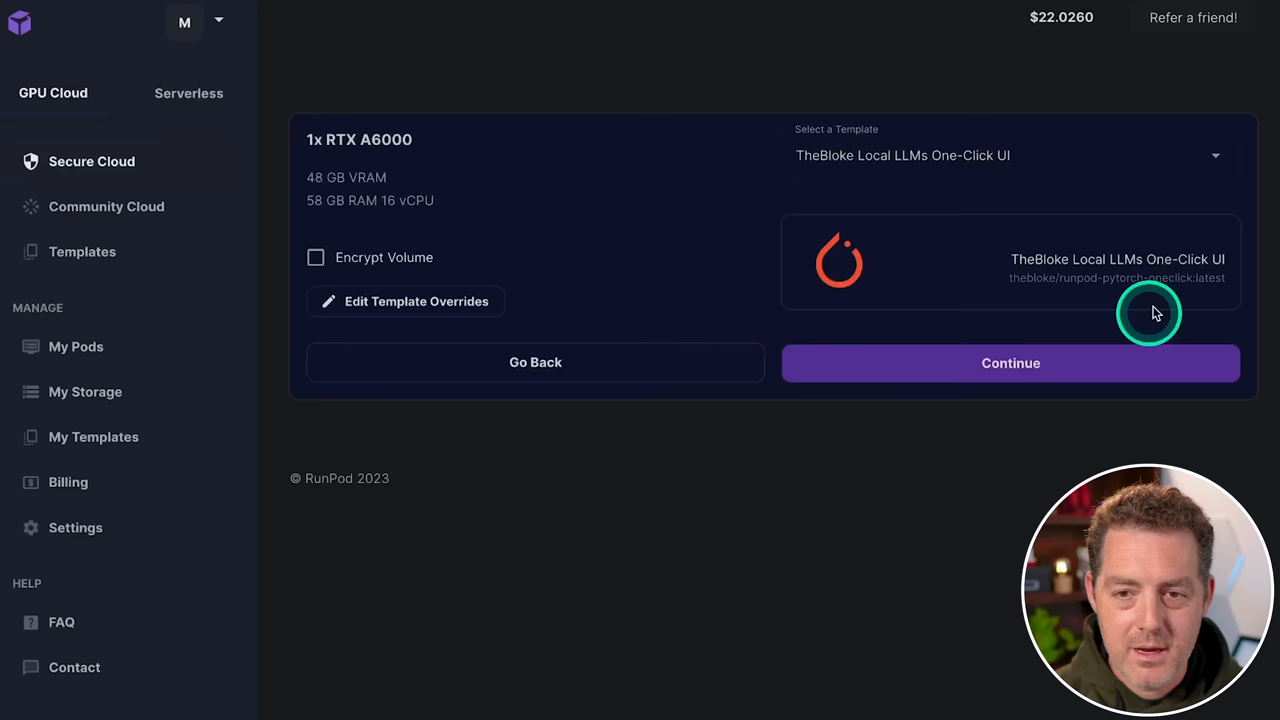 M
$22.0260
Refer a friend!
GPU Cloud
Serverless
Secure Cloud
Community Cloud
Templates
MANAGE
My Pods
My Storage
My Templates
Billing
Settings
HELP
FAQ
Contact
1x RTX A6000
48 GB VRAM
58 GB RAM 16 vCPU
Encrypt Volume
Edit Template Overrides
Go Back
Select a Template
TheBloke Local LLMs One-Click UI
TheBloke Local LLMs One-Click UI
thebloke/runpod-pytorch-oneclick:latest
Continue
© RunPod 2023